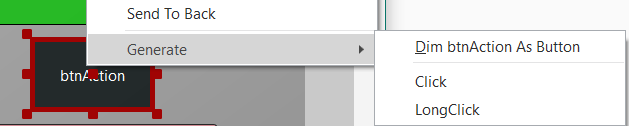 Send To Back
Generate
Dim btnAction As Button
btnAction
Click
LongClick